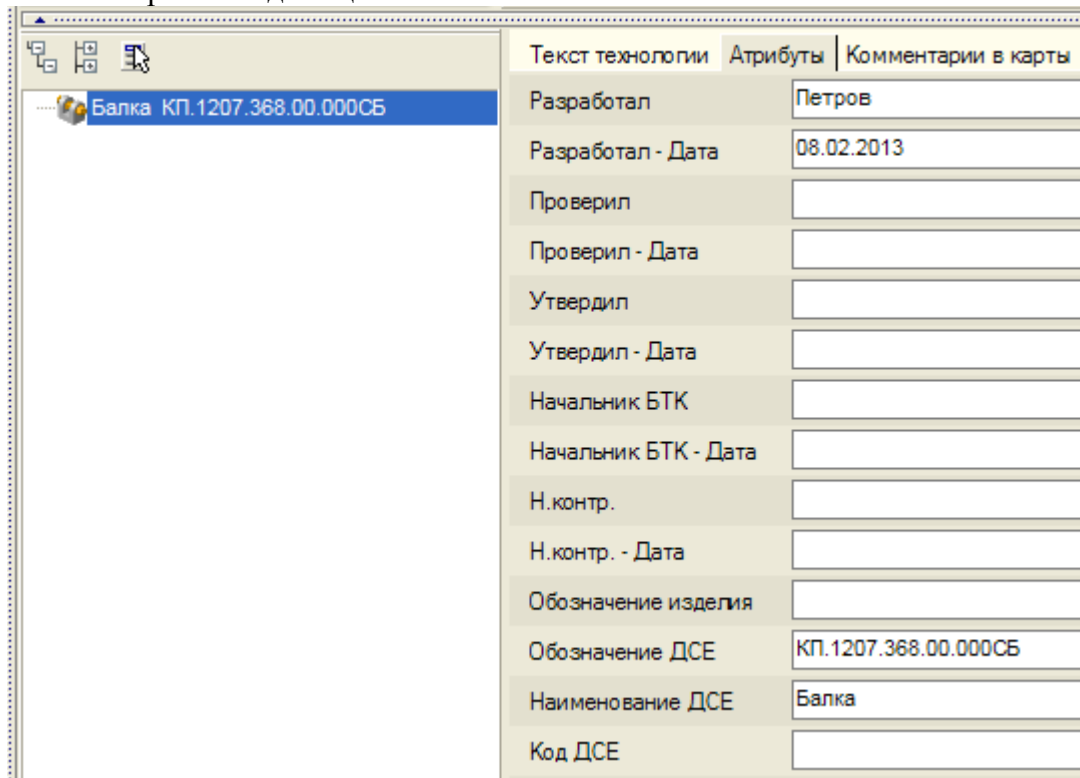 Текст технологии Атрибуты Комментарии в карты
Балка КП.1207.368.00.000СБ
Разработал Петров
Разработал - Дата 08.02.2013
Проверил
Проверил - Дата
Утвердил
Утвердил - Дата
Начальник БТК
Начальник БТК - Дата
Н.контр.
Н.контр. - Дата
Обозначение изделия
Обозначение ДСЕ КП.1207.368.00.000СБ
Наименование ДСЕ Балка
Код ДСЕ